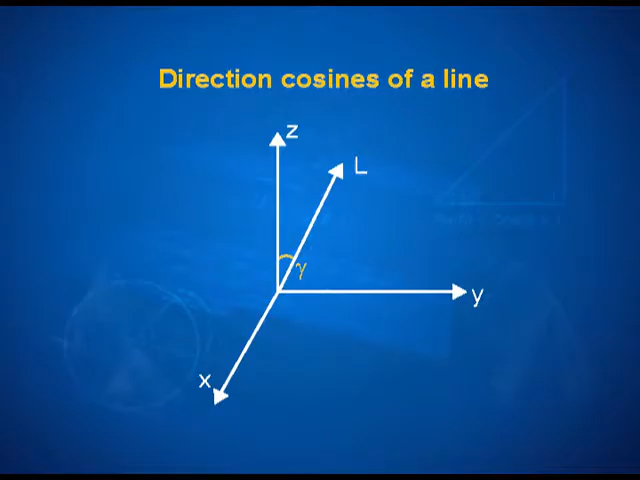 Direction cosines of a line
z
L
γ
y
x